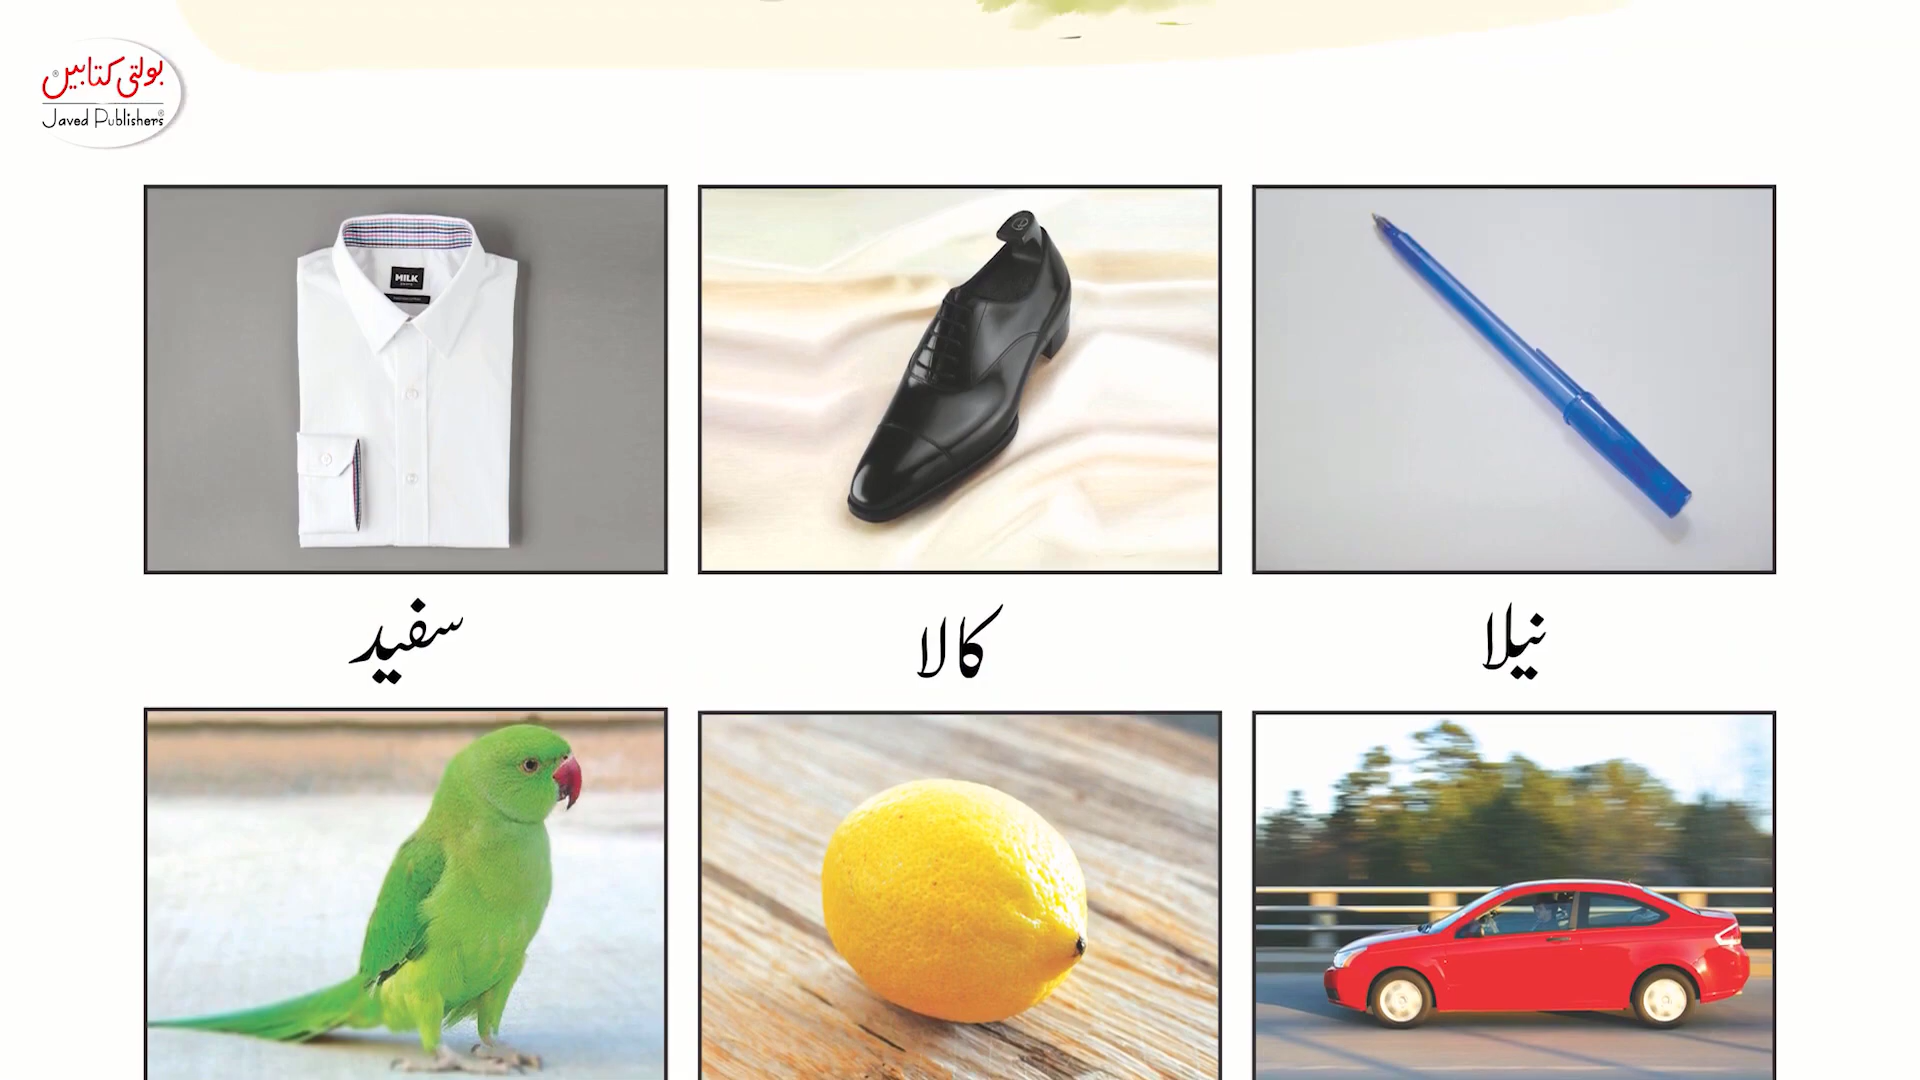 بولتی کتابیں
Javed Publishers
MILK
نیلا
کالا
سفید